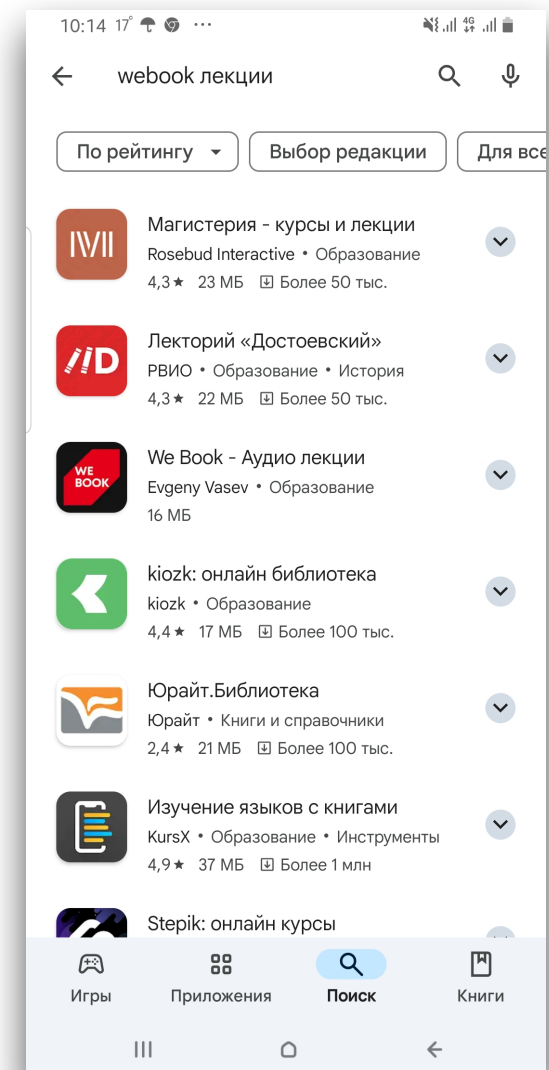 10:14 17° ···
4G
webook лекции
По рейтингу
Выбор редакции
Для все
Магистерия - курсы и лекции
Rosebud Interactive • Образование
4,3★ 23 МБ Более 50 тыс.
Лекторий «Достоевский»
РВИО • Образование • История
4,3★ 22 МБ Более 50 тыс.
WE
BOOK
We Book - Аудио лекции
Evgeny Vasev • Образование
16 МБ
kiozk: онлайн библиотека
kiozk • Образование
4,4★ 17 МБ Более 100 тыс.
Юрайт.Библиотека
Юрайт • Книги и справочники
2,4★ 21 МБ Более 100 тыс.
Изучение языков с книгами
KursX • Образование • Инструменты
4,9★ 37 МБ Более 1 млн
Stepik: онлайн курсы
Игры
Приложения
Поиск
Книги